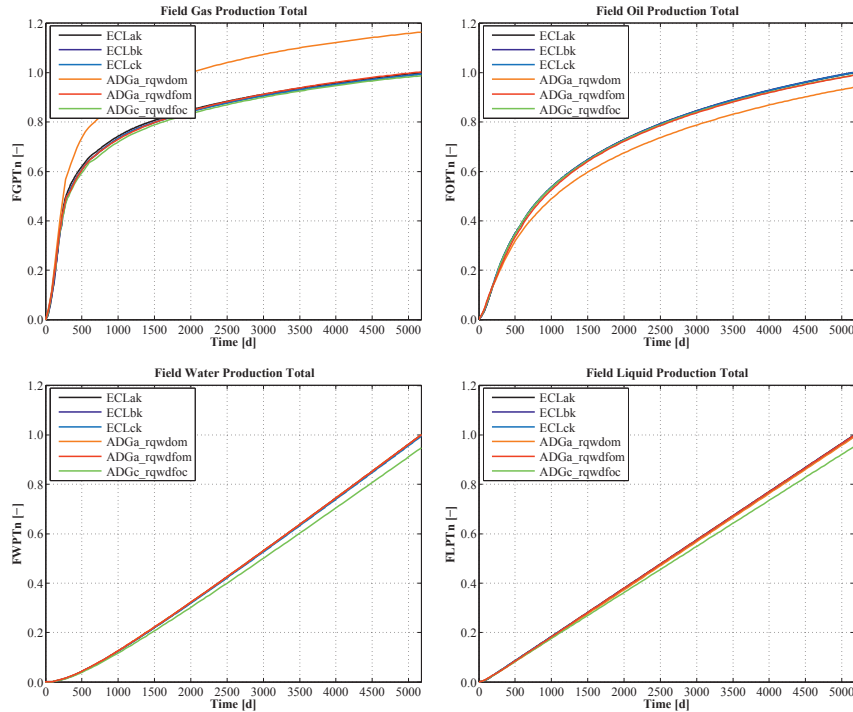 Field Gas Production Total
1.2
1.0
0.8
0.6
0.4
0.2
0.0
FGPTn [−]
ECLak
ECLbk
ECLck
ADGa_rqwdom
ADGa_rqwdfom
ADGc_rqwdfoc
0 500 1000 1500 2000 2500 3000 3500 4000 4500 5000
Time [d]
Field Oil Production Total
1.2
1.0
0.8
0.6
0.4
0.2
0.0
FOPTn [−]
ECLak
ECLbk
ECLck
ADGa_rqwdom
ADGa_rqwdfom
ADGc_rqwdfoc
0 500 1000 1500 2000 2500 3000 3500 4000 4500 5000
Time [d]
Field Water Production Total
1.2
1.0
0.8
0.6
0.4
0.2
0.0
FWPTn [−]
ECLak
ECLbk
ECLck
ADGa_rqwdom
ADGa_rqwdfom
ADGc_rqwdfoc
0 500 1000 1500 2000 2500 3000 3500 4000 4500 5000
Time [d]
Field Liquid Production Total
1.2
1.0
0.8
0.6
0.4
0.2
0.0
FLPTn [−]
ECLak
ECLbk
ECLck
ADGa_rqwdom
ADGa_rqwdfom
ADGc_rqwdfoc
0 500 1000 1500 2000 2500 3000 3500 4000 4500 5000
Time [d]